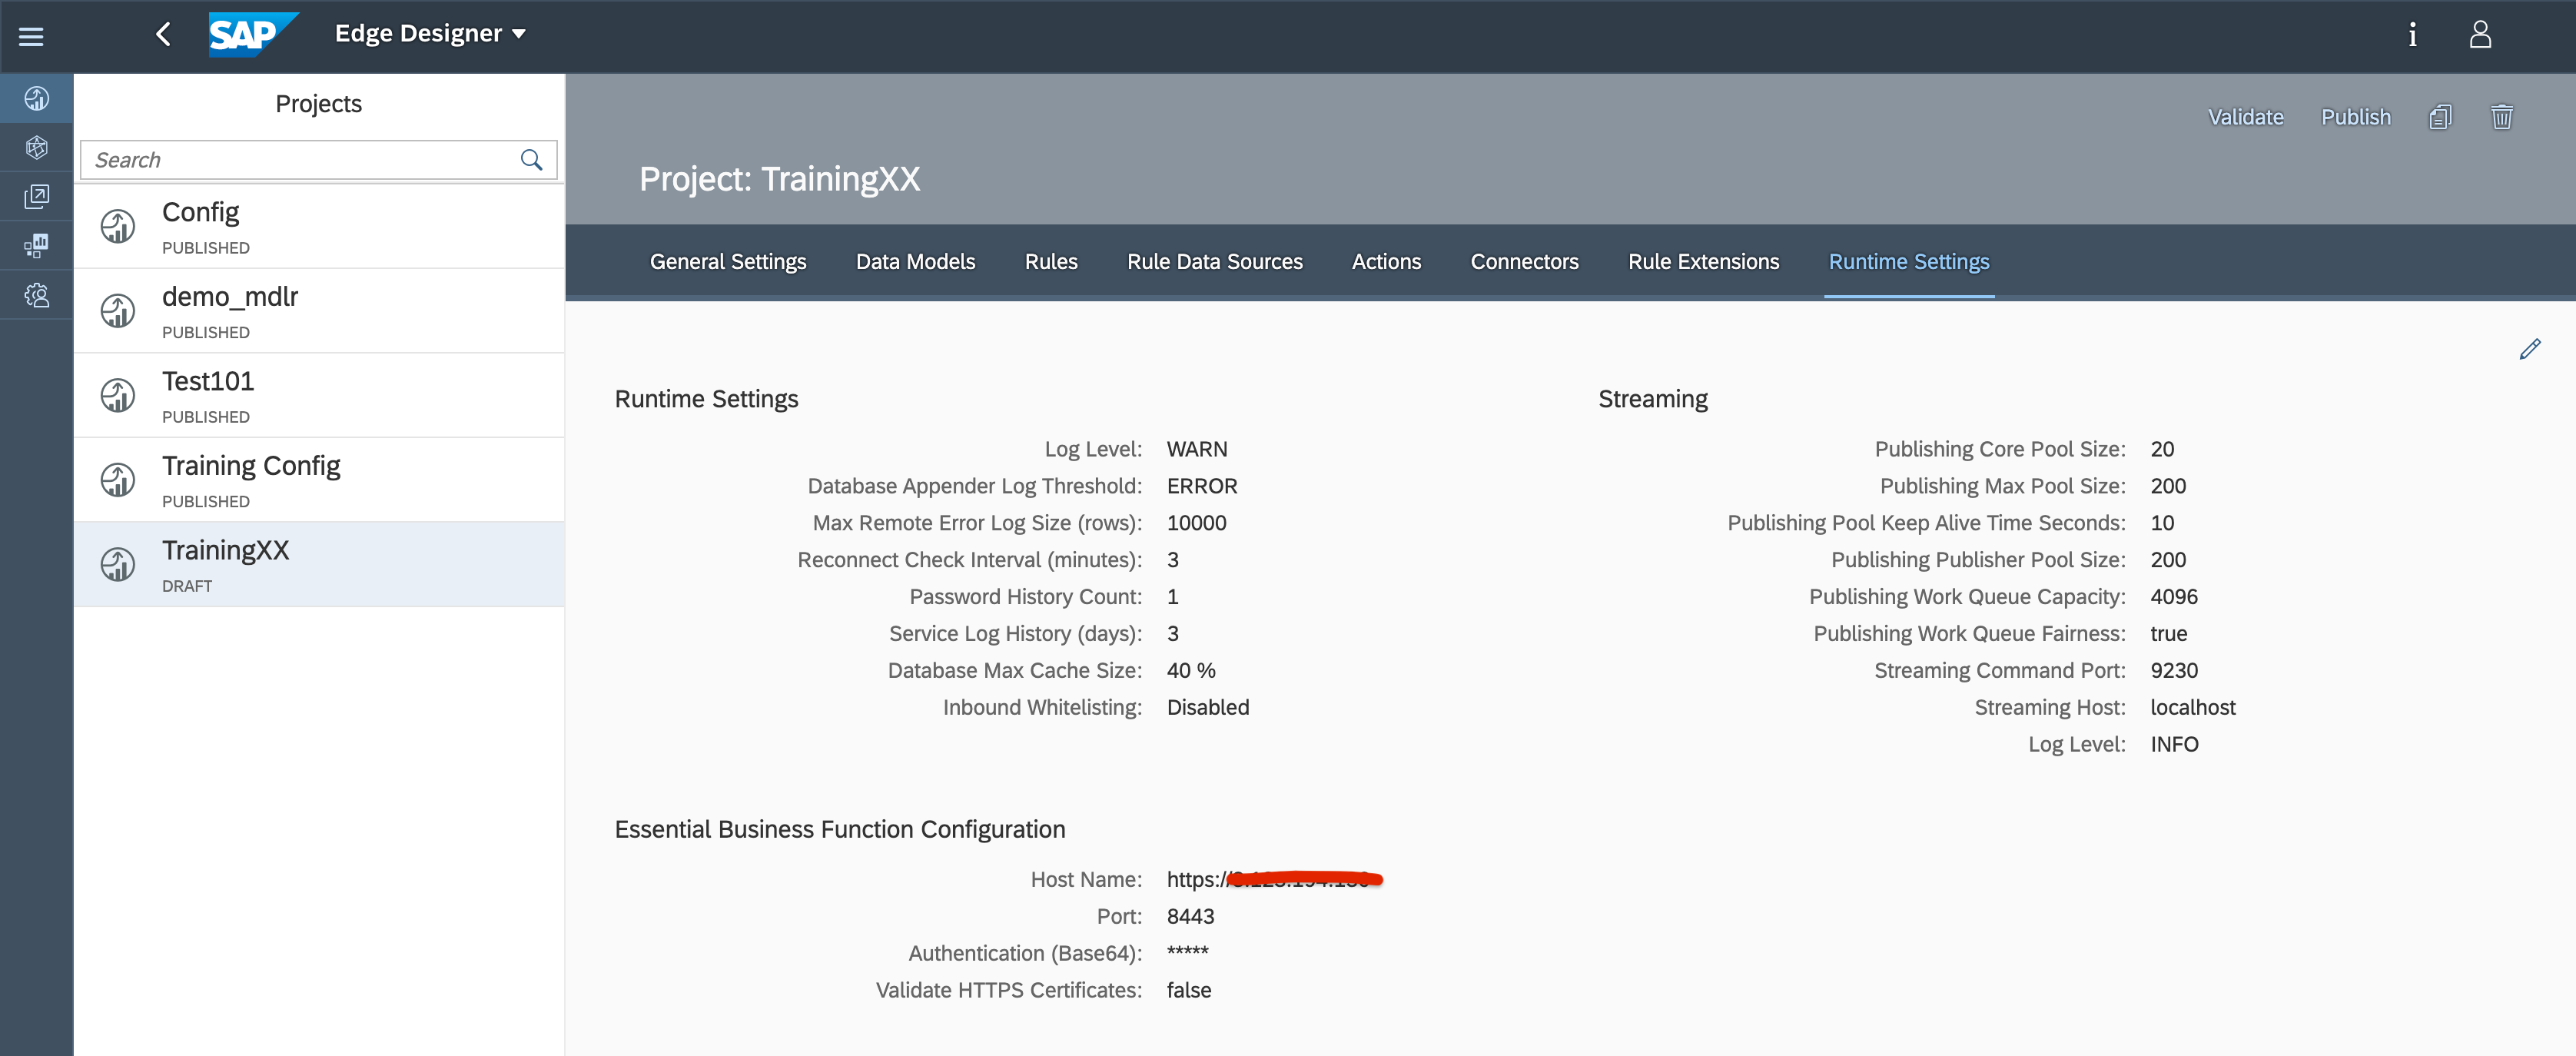 SAP Edge Designer
i
Projects
Search
Config
PUBLISHED
demo_mdlr
PUBLISHED
Test101
PUBLISHED
Training Config
PUBLISHED
TrainingXX
DRAFT
Validate Publish
Project: TrainingXX
General Settings Data Models Rules Rule Data Sources Actions Connectors Rule Extensions Runtime Settings
Runtime Settings
Log Level: WARN
Database Appender Log Threshold: ERROR
Max Remote Error Log Size (rows): 10000
Reconnect Check Interval (minutes): 3
Password History Count: 1
Service Log History (days): 3
Database Max Cache Size: 40 %
Inbound Whitelisting: Disabled
Streaming
Publishing Core Pool Size: 20
Publishing Max Pool Size: 200
Publishing Pool Keep Alive Time Seconds: 10
Publishing Publisher Pool Size: 200
Publishing Work Queue Capacity: 4096
Publishing Work Queue Fairness: true
Streaming Command Port: 9230
Streaming Host: localhost
Log Level: INFO
Essential Business Function Configuration
Host Name: https://
Port: 8443
Authentication (Base64): *****
Validate HTTPS Certificates: false